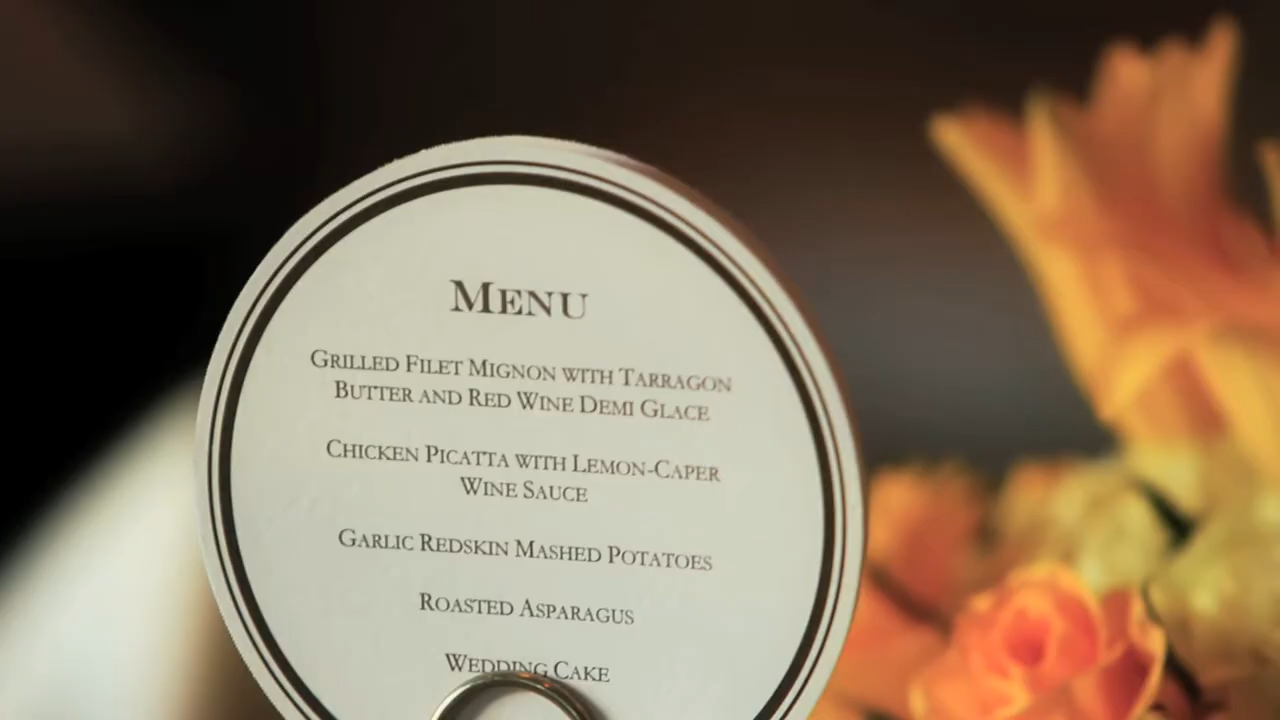 MENU
GRILLED FILET MIGNON WITH TARRAGON
BUTTER AND RED WINE DEMI GLACE
CHICKEN PICATTA WITH LEMON-CAPER
WINE SAUCE
GARLIC REDSKIN MASHED POTATOES
ROASTED ASPARAGUS
WEDDING CAKE